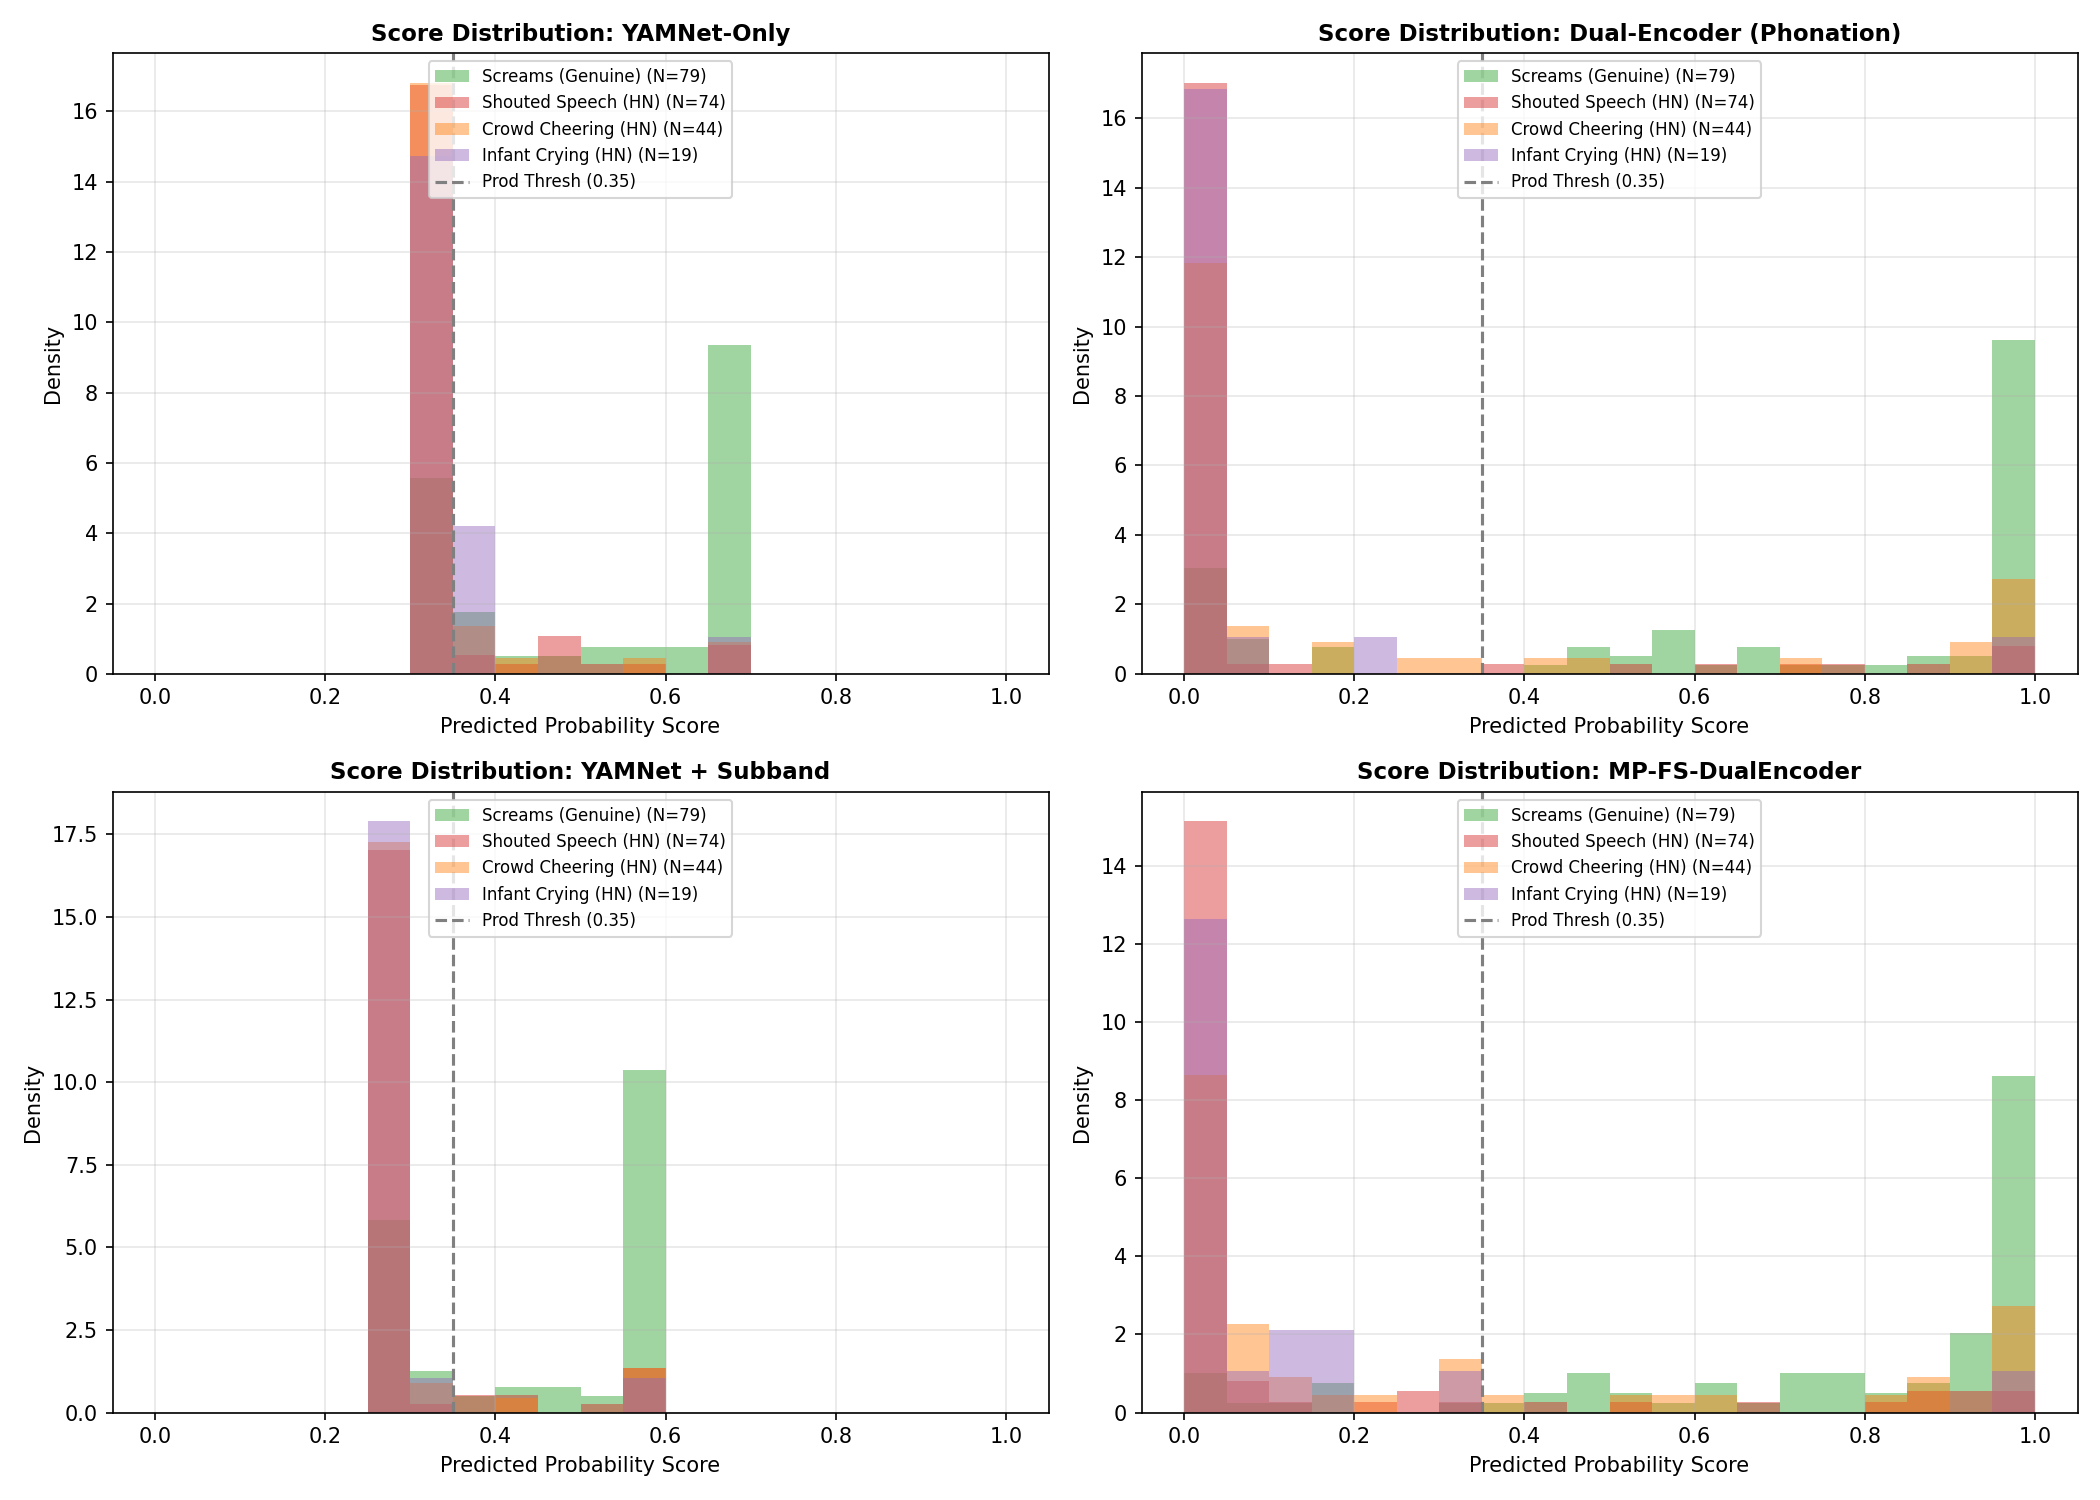 Score Distribution: YAMNet-Only
16
14
12
10
8
6
4
2
0
Density
Screams (Genuine) (N=79)
Shouted Speech (HN) (N=74)
Crowd Cheering (HN) (N=44)
Infant Crying (HN) (N=19)
Prod Thresh (0.35)
0.0 0.2 0.4 0.6 0.8 1.0
Predicted Probability Score
Score Distribution: Dual-Encoder (Phonation)
16
14
12
10
8
6
4
2
0
Density
Screams (Genuine) (N=79)
Shouted Speech (HN) (N=74)
Crowd Cheering (HN) (N=44)
Infant Crying (HN) (N=19)
Prod Thresh (0.35)
0.0 0.2 0.4 0.6 0.8 1.0
Predicted Probability Score
Score Distribution: YAMNet + Subband
17.5
15.0
12.5
10.0
7.5
5.0
2.5
0.0
Density
Screams (Genuine) (N=79)
Shouted Speech (HN) (N=74)
Crowd Cheering (HN) (N=44)
Infant Crying (HN) (N=19)
Prod Thresh (0.35)
0.0 0.2 0.4 0.6 0.8 1.0
Predicted Probability Score
Score Distribution: MP-FS-DualEncoder
14
12
10
8
6
4
2
0
Density
Screams (Genuine) (N=79)
Shouted Speech (HN) (N=74)
Crowd Cheering (HN) (N=44)
Infant Crying (HN) (N=19)
Prod Thresh (0.35)
0.0 0.2 0.4 0.6 0.8 1.0
Predicted Probability Score